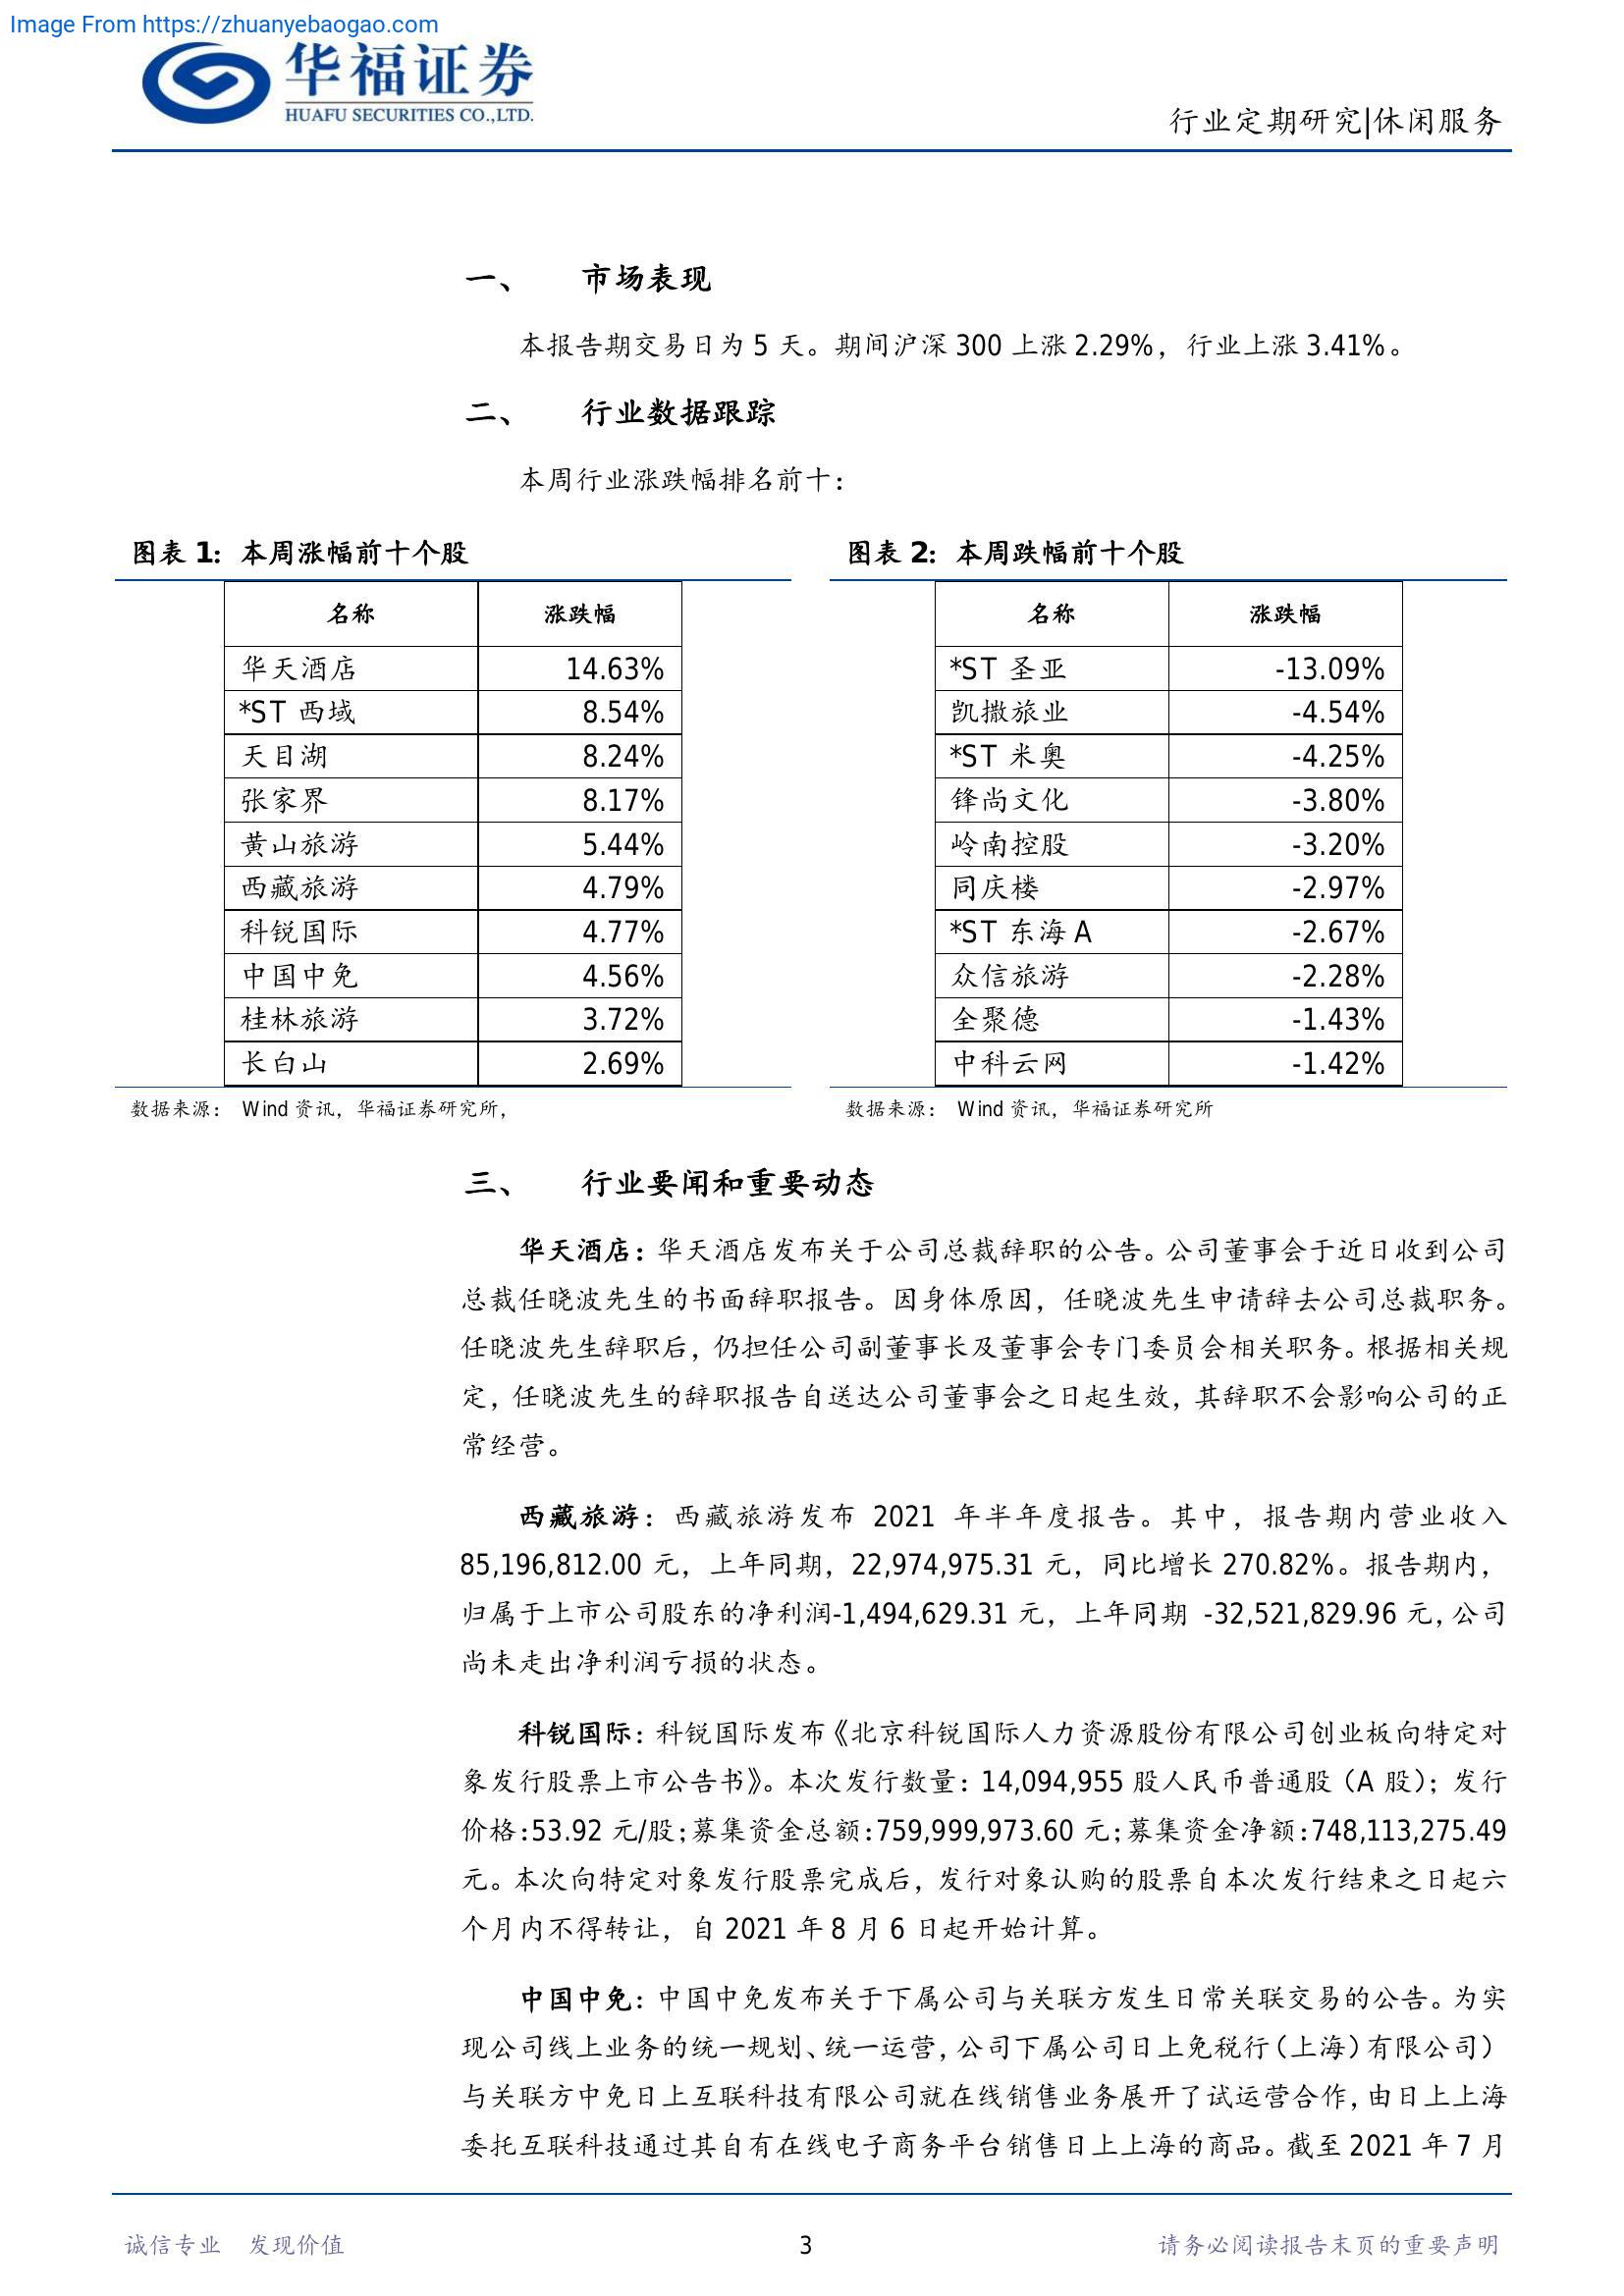 Image From https://zhuanyebaogao.com
华福证券
HUAFU SECURITIES CO.,LTD.
行业定期研究|休闲服务
一、 市场表现
本报告期交易日为 5 天。期间沪深 300 上涨 2.29%，行业上涨 3.41%。
二、 行业数据跟踪
本周行业涨跌幅排名前十：
图表 1：本周涨幅前十个股
名称 涨跌幅
华天酒店 14.63%
*ST 西域 8.54%
天目湖 8.24%
张家界 8.17%
黄山旅游 5.44%
西藏旅游 4.79%
科锐国际 4.77%
中国中免 4.56%
桂林旅游 3.72%
长白山 2.69%
数据来源： Wind 资讯，华福证券研究所，
图表 2：本周跌幅前十个股
名称 涨跌幅
*ST 圣亚 -13.09%
凯撒旅业 -4.54%
*ST 米奥 -4.25%
锋尚文化 -3.80%
岭南控股 -3.20%
同庆楼 -2.97%
*ST 东海 A -2.67%
众信旅游 -2.28%
全聚德 -1.43%
中科云网 -1.42%
数据来源： Wind 资讯，华福证券研究所
三、 行业要闻和重要动态
华天酒店：华天酒店发布关于公司总裁辞职的公告。公司董事会于近日收到公司
总裁任晓波先生的书面辞职报告。因身体原因，任晓波先生申请辞去公司总裁职务。
任晓波先生辞职后，仍担任公司副董事长及董事会专门委员会相关职务。根据相关规
定，任晓波先生的辞职报告自送达公司董事会之日起生效，其辞职不会影响公司的正
常经营。
西藏旅游：西藏旅游发布 2021 年半年度报告。其中，报告期内营业收入
85,196,812.00 元，上年同期，22,974,975.31 元，同比增长 270.82%。报告期内，
归属于上市公司股东的净利润-1,494,629.31 元，上年同期 -32,521,829.96 元，公司
尚未走出净利润亏损的状态。
科锐国际：科锐国际发布《北京科锐国际人力资源股份有限公司创业板向特定对
象发行股票上市公告书》。本次发行数量：14,094,955 股人民币普通股（A 股）；发行
价格：53.92 元/股；募集资金总额：759,999,973.60 元；募集资金净额：748,113,275.49
元。本次向特定对象发行股票完成后，发行对象认购的股票自本次发行结束之日起六
个月内不得转让，自 2021 年 8 月 6 日起开始计算。
中国中免：中国中免发布关于下属公司与关联方发生日常关联交易的公告。为实
现公司线上业务的统一规划、统一运营，公司下属公司日上免税行（上海）有限公司）
与关联方中免日上互联科技有限公司就在线销售业务展开了试运营合作，由日上上海
委托互联科技通过其自有在线电子商务平台销售日上上海的商品。截至 2021 年 7 月
诚信专业 发现价值
3
请务必阅读报告末页的重要声明